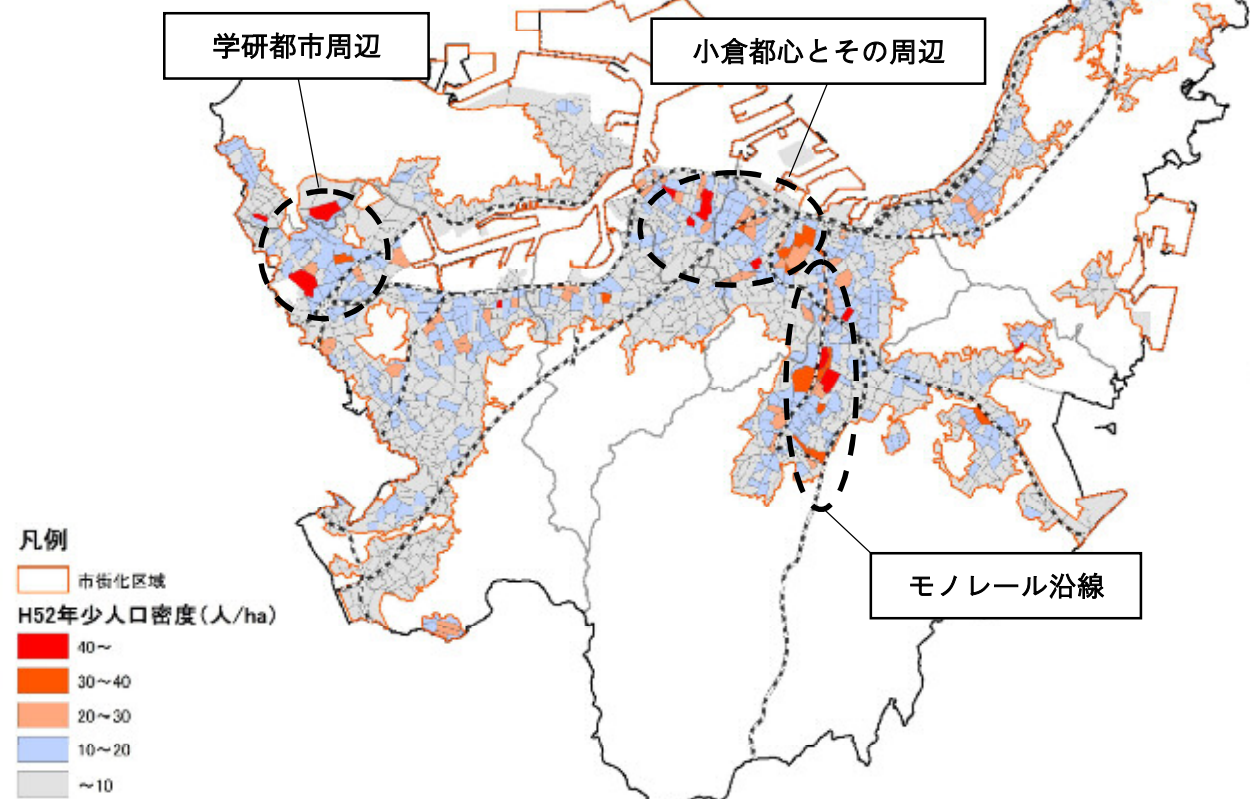 学研都市周辺
小倉都心とその周辺
モノレール沿線
凡例
市街化区域
H52年少人口密度(人/ha)
40~
30~40
20~30
10~20
~10